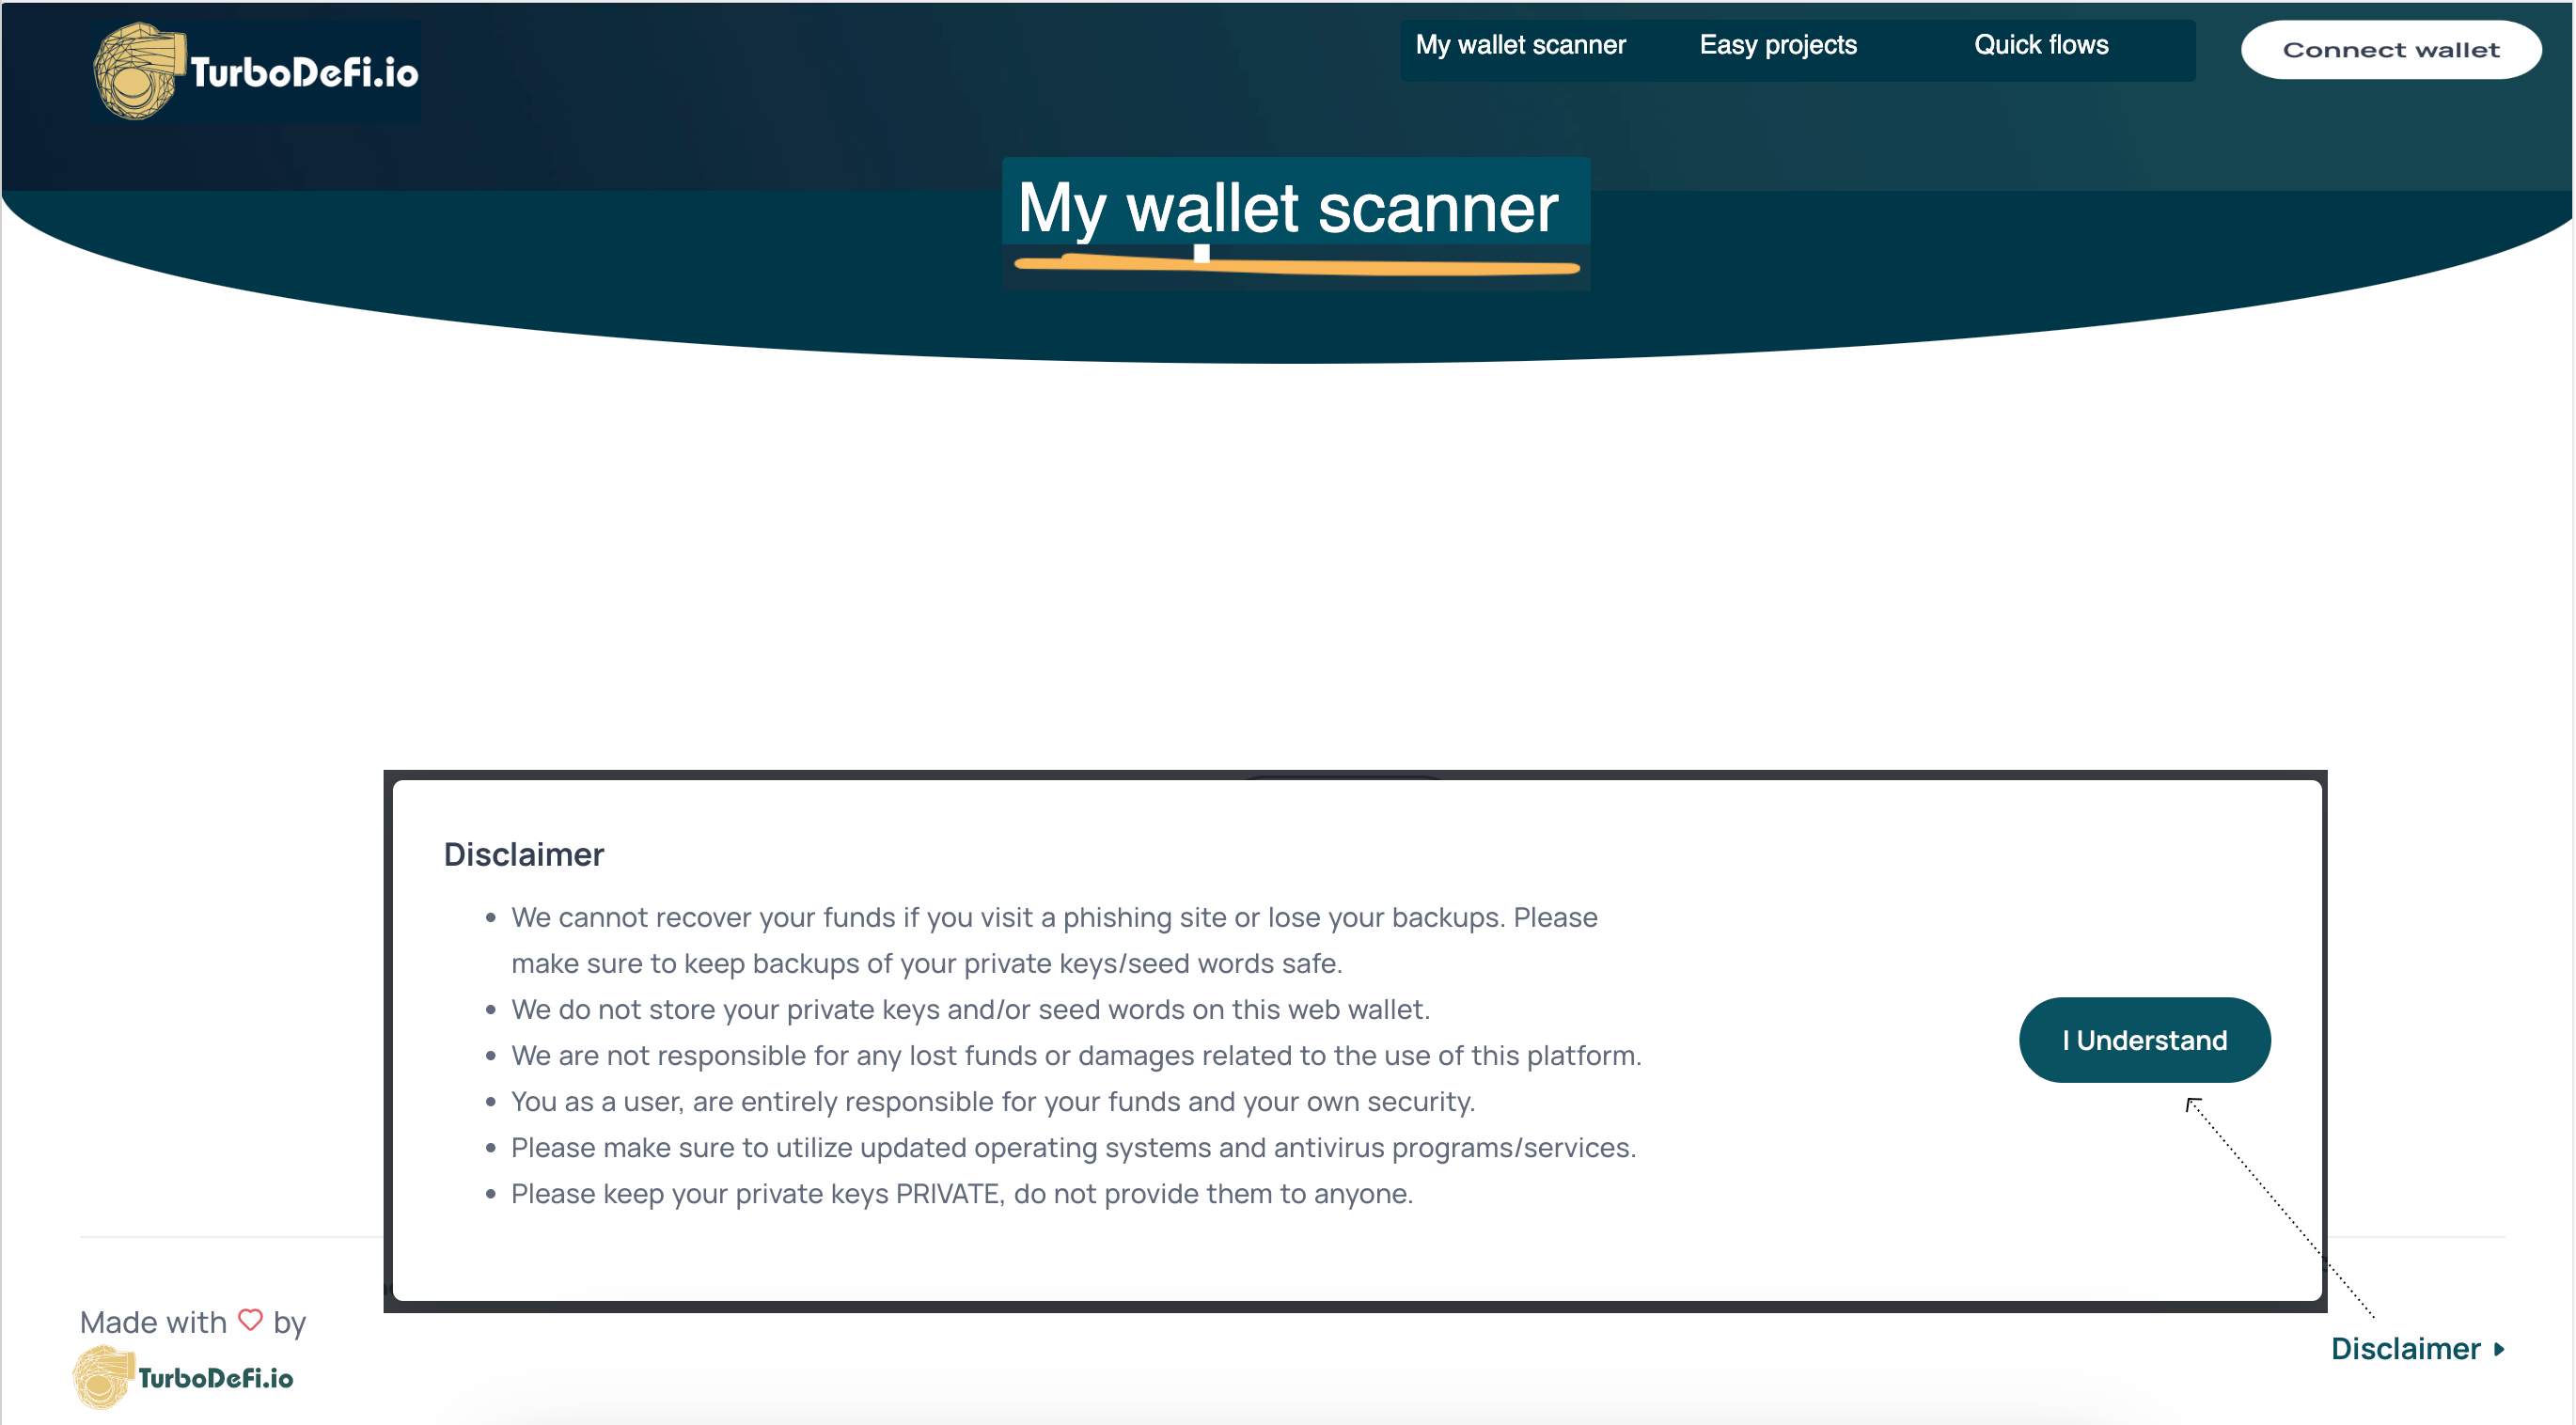 TurboDeFi.io
My wallet scanner
Easy projects
Quick flows
Connect wallet
My wallet scanner
Disclaimer
• We cannot recover your funds if you visit a phishing site or lose your backups. Please
make sure to keep backups of your private keys/seed words safe.
• We do not store your private keys and/or seed words on this web wallet.
• We are not responsible for any lost funds or damages related to the use of this platform.
• You as a user, are entirely responsible for your funds and your own security.
• Please make sure to utilize updated operating systems and antivirus programs/services.
• Please keep your private keys PRIVATE, do not provide them to anyone.
I Understand
Made with ♡ by
TurboDeFi.io
Disclaimer